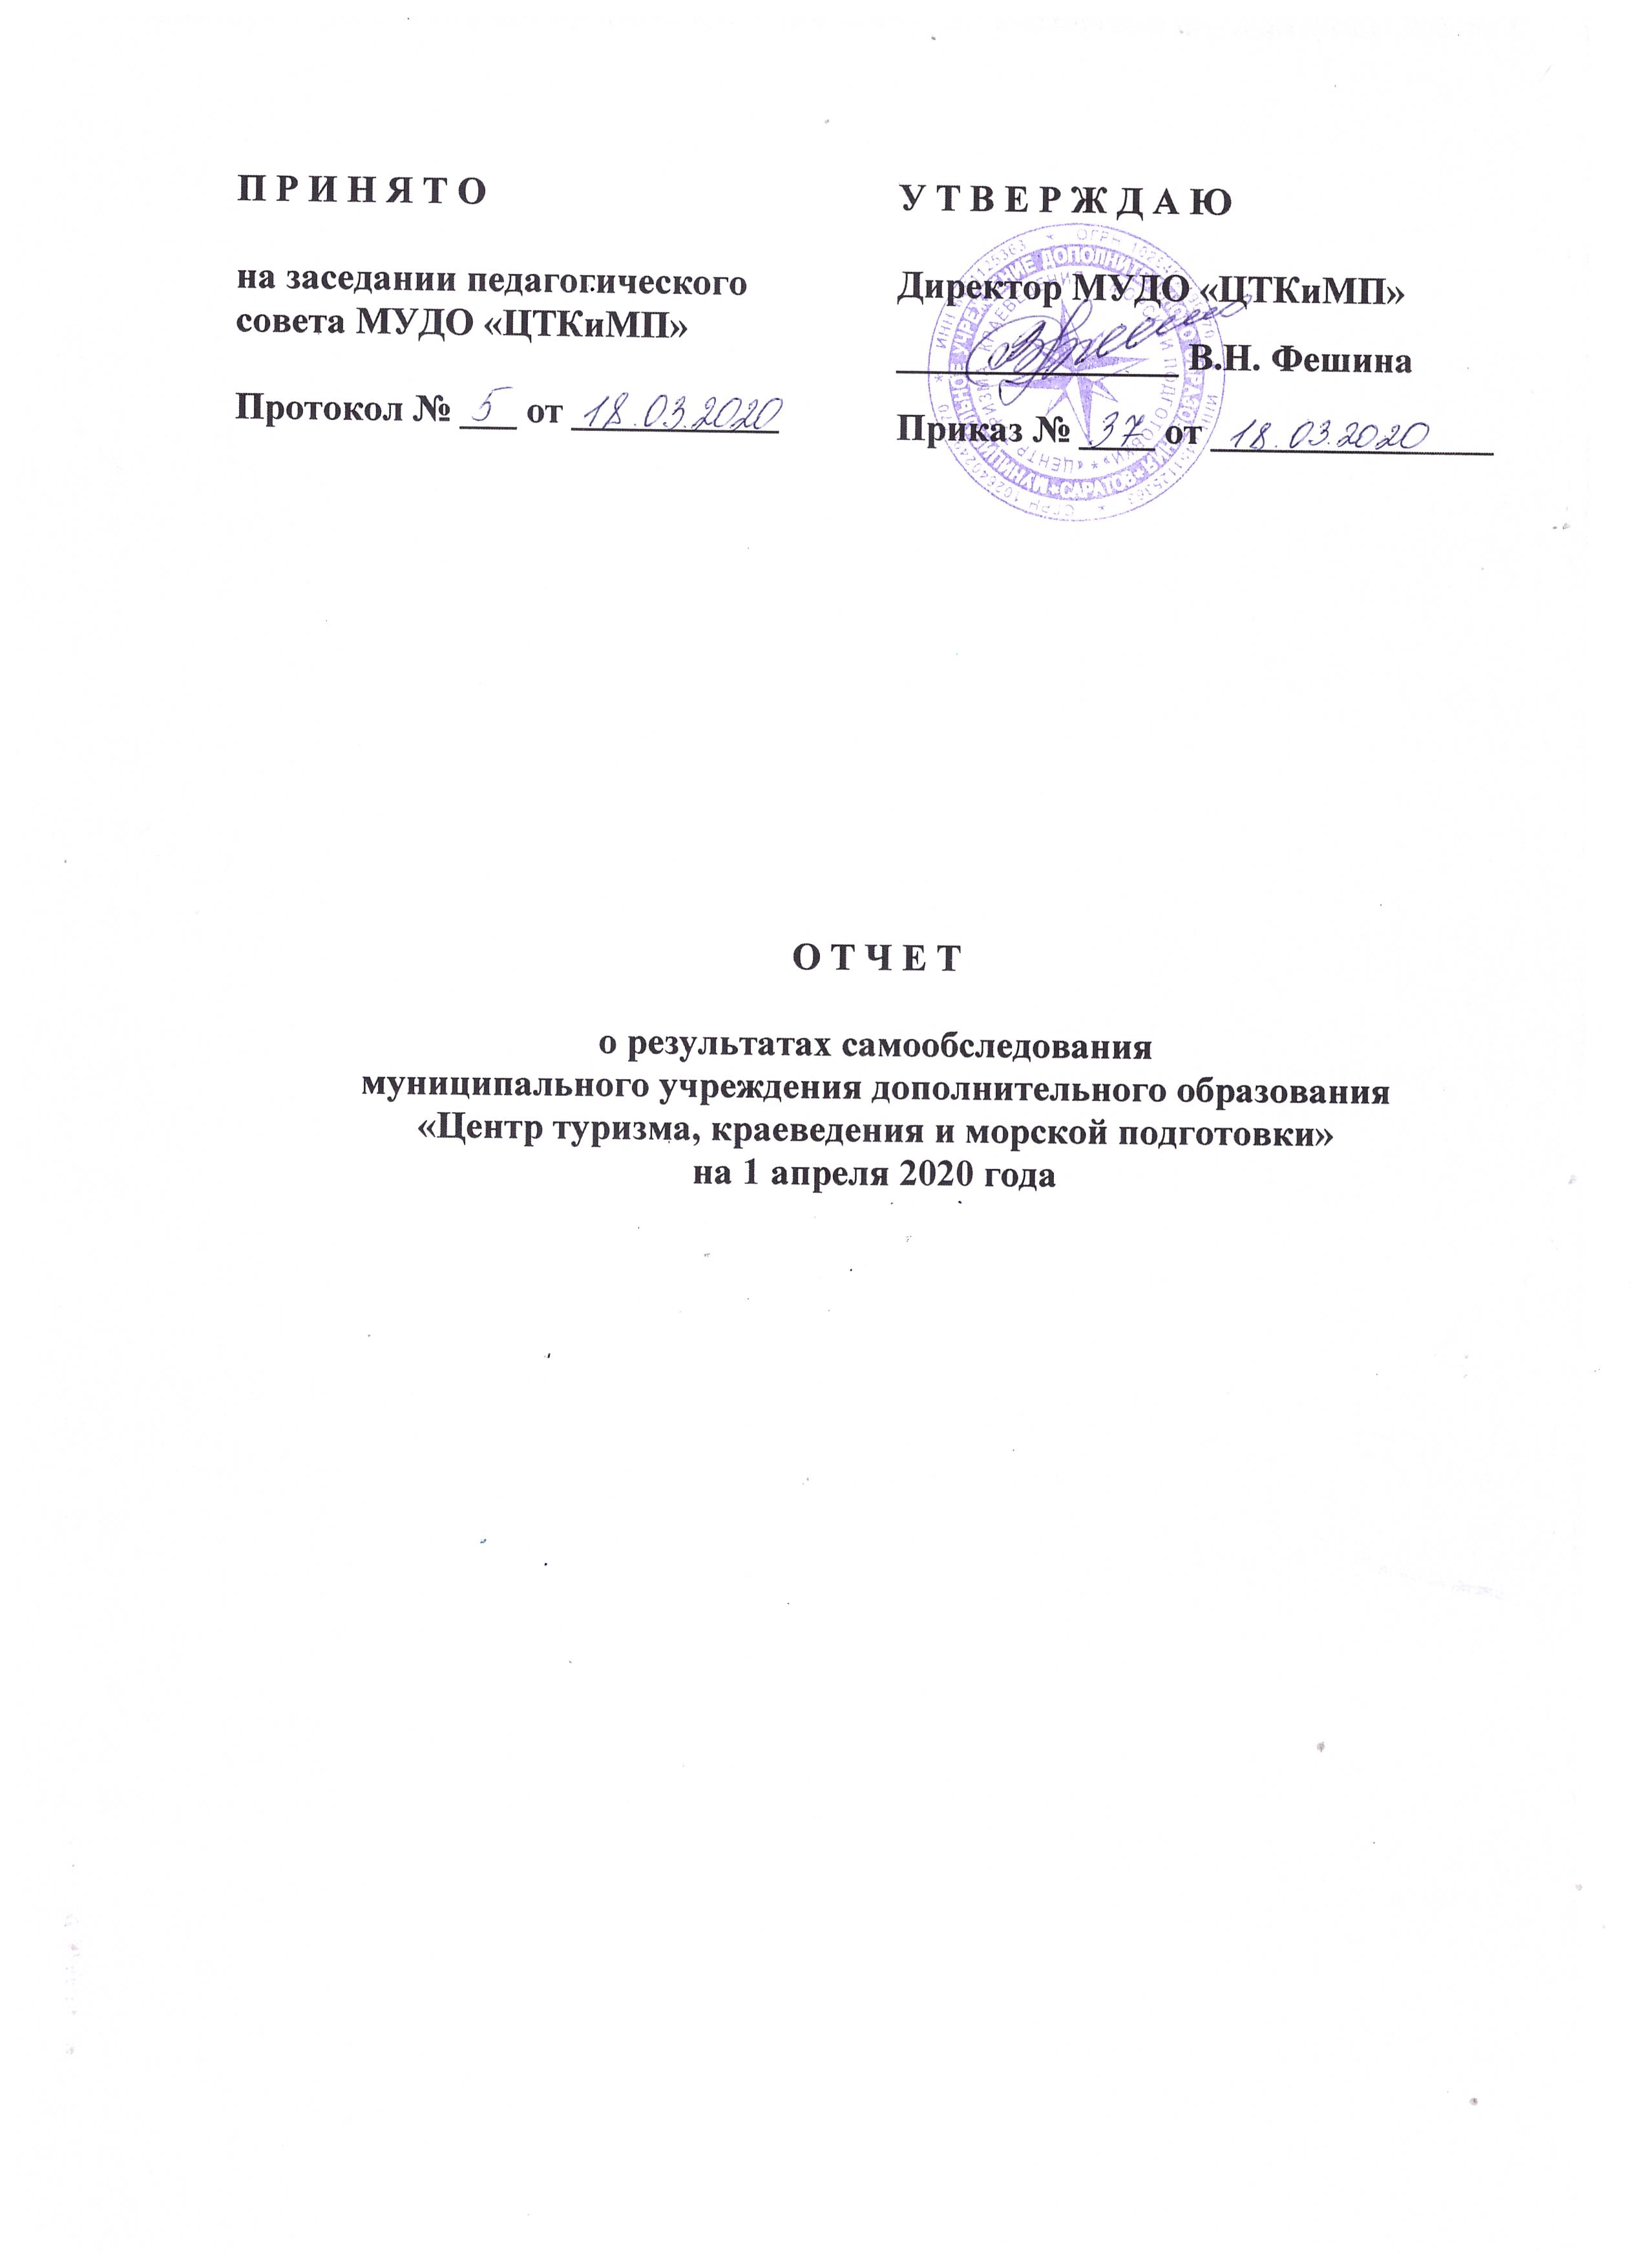 П Р И Н Я Т О
на заседании педагогического
совета МУДО «ЦТКиМП»
Протокол № 5 от 18.03.2020
У Т В Е Р Ж Д А Ю
Директор МУДО «ЦТКиМП»
В.Н. Фешина
Приказ № 37 от 18.03.2020
О Т Ч Е Т
о результатах самообследования
муниципального учреждения дополнительного образования
«Центр туризма, краеведения и морской подготовки»
на 1 апреля 2020 года